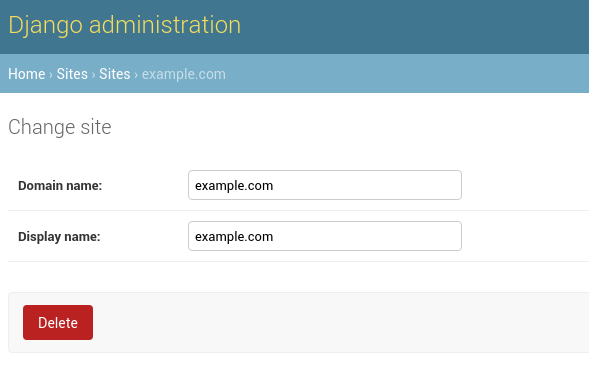 Django administration
Home › Sites › Sites › example.com
Change site
Domain name: example.com
Display name: example.com
Delete